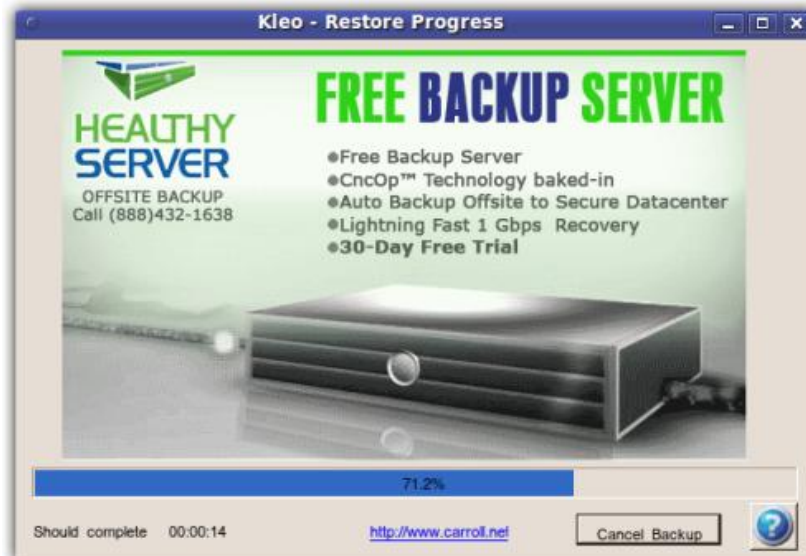 Kleo - Restore Progress
HEALTHY
SERVER
OFFSITE BACKUP
Call (888)432-1638
FREE BACKUP SERVER
●Free Backup Server
●CncOp™ Technology baked-in
●Auto Backup Offsite to Secure Datacenter
●Lightning Fast 1 Gbps Recovery
●30-Day Free Trial
71.2%
Should complete 00:00:14
http://www.carroll.net
Cancel Backup
?